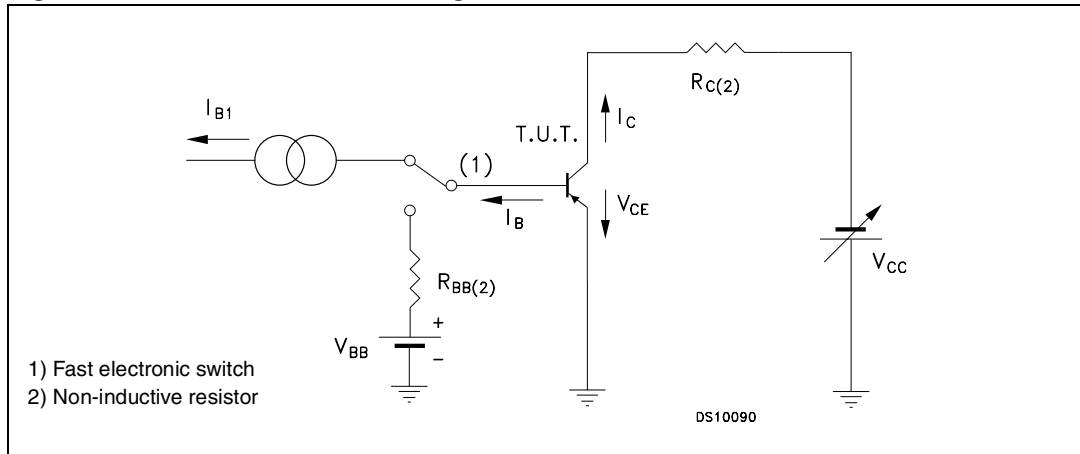 I_B1
T.U.T.
I_C
R_C(2)
(1)
I_B
V_CE
R_BB(2)
V_CC
+
V_BB
−
1) Fast electronic switch
2) Non-inductive resistor
DS10090